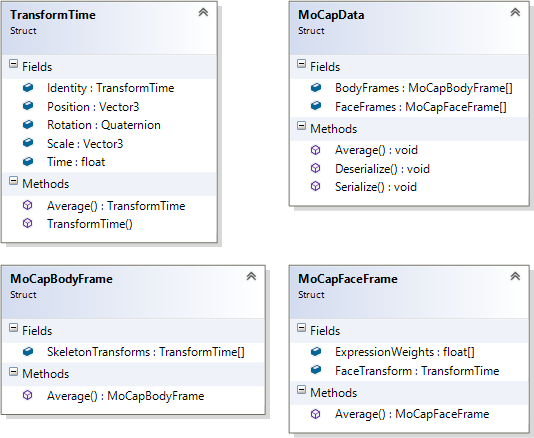 TransformTime
Struct
Fields
Identity : TransformTime
Position : Vector3
Rotation : Quaternion
Scale : Vector3
Time : float
Methods
Average() : TransformTime
TransformTime()
MoCapData
Struct
Fields
BodyFrames : MoCapBodyFrame[]
FaceFrames : MoCapFaceFrame[]
Methods
Average() : void
Deserialize() : void
Serialize() : void
MoCapBodyFrame
Struct
Fields
SkeletonTransforms : TransformTime[]
Methods
Average() : MoCapBodyFrame
MoCapFaceFrame
Struct
Fields
ExpressionWeights : float[]
FaceTransform : TransformTime
Methods
Average() : MoCapFaceFrame